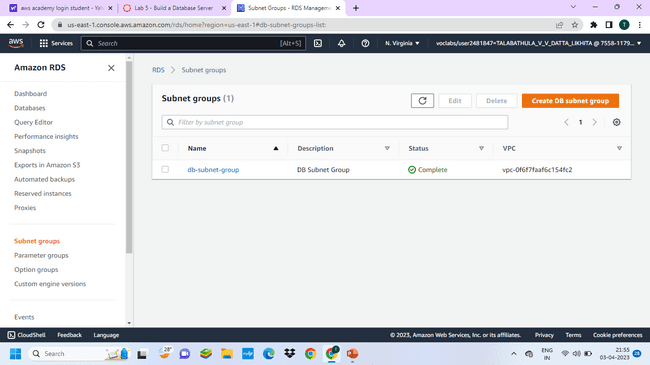 aws academy login student - Yah
Lab 5 - Build a Database Server
Subnet Groups - RDS Managemen
us-east-1.console.aws.amazon.com/rds/home?region=us-east-1#db-subnet-groups-list:
T
aws
Services
Search
[Alt+S]
N. Virginia
voclabs/user2481847=TALABATHULA_V_V_DATTA_LIKHITA @ 7558-1179...
Amazon RDS
Dashboard
Databases
Query Editor
Performance insights
Snapshots
Exports in Amazon S3
Automated backups
Reserved instances
Proxies
Subnet groups
Parameter groups
Option groups
Custom engine versions
Events
RDS > Subnet groups
Subnet groups (1)
Edit
Delete
Create DB subnet group
Filter by subnet group
1
Name
Description
Status
VPC
db-subnet-group
DB Subnet Group
Complete
vpc-0f6f7faaf6c154fc2
CloudShell
Feedback
Language
© 2023, Amazon Web Services, Inc. or its affiliates.
Privacy
Terms
Cookie preferences
Search
28°
ENG
IN
21:55
03-04-2023